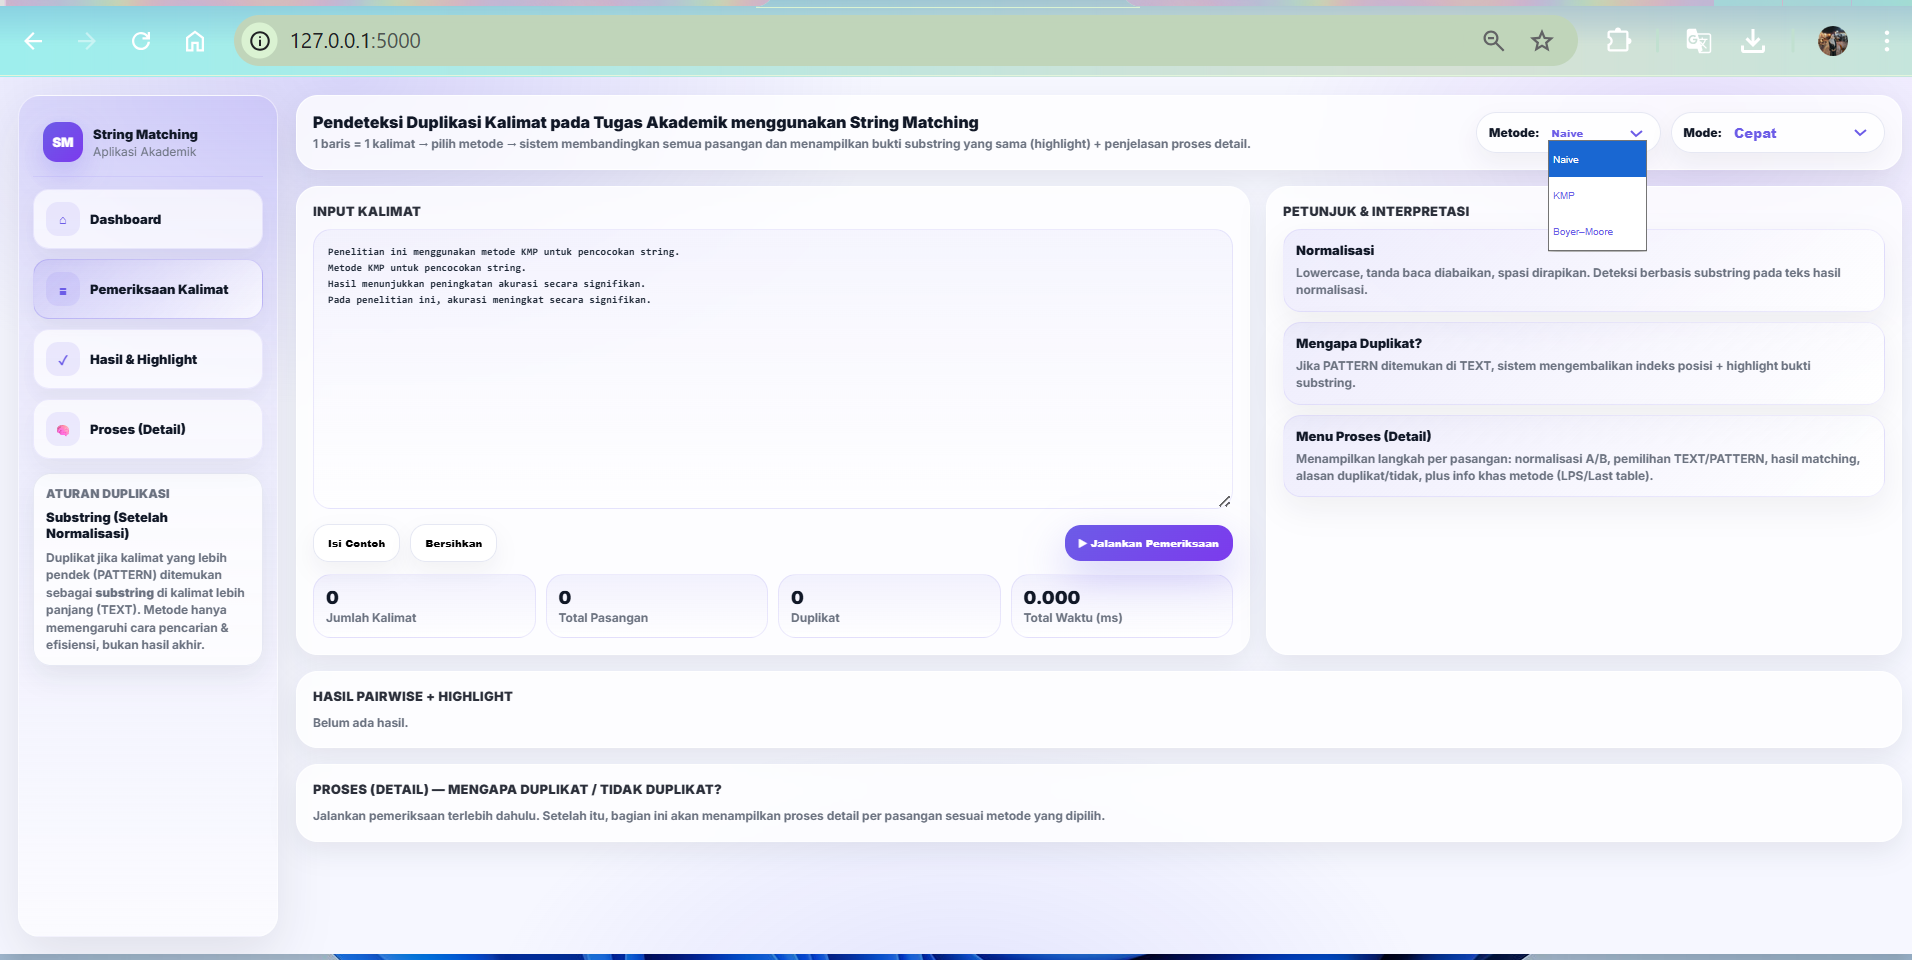 127.0.0.1:5000
SM
String Matching
Aplikasi Akademik
Dashboard
Pemeriksaan Kalimat
Hasil & Highlight
Proses (Detail)
ATURAN DUPLIKASI
Substring (Setelah
Normalisasi)
Duplikat jika kalimat yang lebih
pendek (PATTERN) ditemukan
sebagai substring di kalimat lebih
panjang (TEXT). Metode hanya
memengaruhi cara pencarian &
efisiensi, bukan hasil akhir.
Pendeteksi Duplikasi Kalimat pada Tugas Akademik menggunakan String Matching
1 baris = 1 kalimat → pilih metode → sistem membandingkan semua pasangan dan menampilkan bukti substring yang sama (highlight) + penjelasan proses detail.
Metode: Naive
Mode: Cepat
Naive
KMP
Boyer–Moore
INPUT KALIMAT
Penelitian ini menggunakan metode KMP untuk pencocokan string.
Metode KMP untuk pencocokan string.
Hasil menunjukkan peningkatan akurasi secara signifikan.
Pada penelitian ini, akurasi meningkat secara signifikan.
Isi Contoh
Bersihkan
▶ Jalankan Pemeriksaan
0
Jumlah Kalimat
0
Total Pasangan
0
Duplikat
0.000
Total Waktu (ms)
PETUNJUK & INTERPRETASI
Normalisasi
Lowercase, tanda baca diabaikan, spasi dirapikan. Deteksi berbasis substring pada teks hasil
normalisasi.
Mengapa Duplikat?
Jika PATTERN ditemukan di TEXT, sistem mengembalikan indeks posisi + highlight bukti
substring.
Menu Proses (Detail)
Menampilkan langkah per pasangan: normalisasi A/B, pemilihan TEXT/PATTERN, hasil matching,
alasan duplikat/tidak, plus info khas metode (LPS/Last table).
HASIL PAIRWISE + HIGHLIGHT
Belum ada hasil.
PROSES (DETAIL) — MENGAPA DUPLIKAT / TIDAK DUPLIKAT?
Jalankan pemeriksaan terlebih dahulu. Setelah itu, bagian ini akan menampilkan proses detail per pasangan sesuai metode yang dipilih.